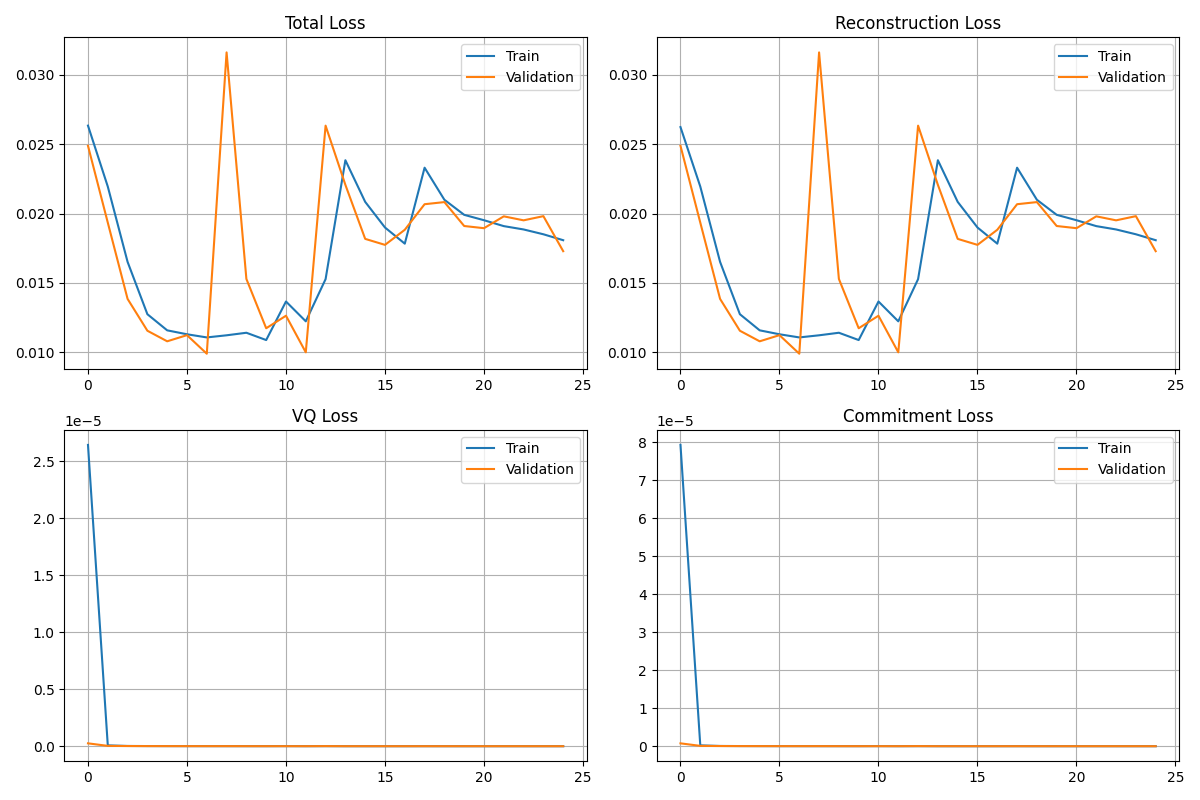 Total Loss
Train
Validation
0.030
0.025
0.020
0.015
0.010
0 5 10 15 20 25
Reconstruction Loss
Train
Validation
0.030
0.025
0.020
0.015
0.010
0 5 10 15 20 25
VQ Loss
1e−5
Train
Validation
2.5
2.0
1.5
1.0
0.5
0.0
0 5 10 15 20 25
Commitment Loss
1e−5
Train
Validation
8
7
6
5
4
3
2
1
0
0 5 10 15 20 25